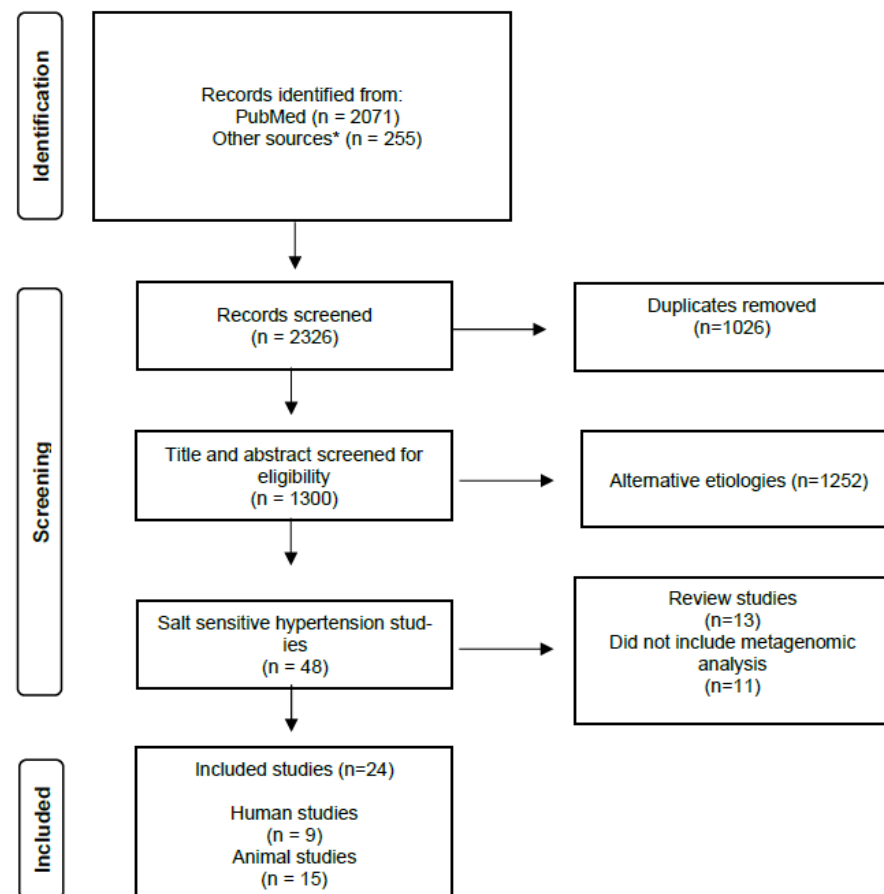 Identification
Records identified from:
PubMed (n = 2071)
Other sources* (n = 255)
Screening
Records screened
(n = 2326)
Duplicates removed
(n=1026)
Title and abstract screened for
eligibility
(n = 1300)
Alternative etiologies (n=1252)
Salt sensitive hypertension stud-
ies
(n = 48)
Review studies
(n=13)
Did not include metagenomic
analysis
(n=11)
Included
Included studies (n=24)
Human studies
(n = 9)
Animal studies
(n = 15)